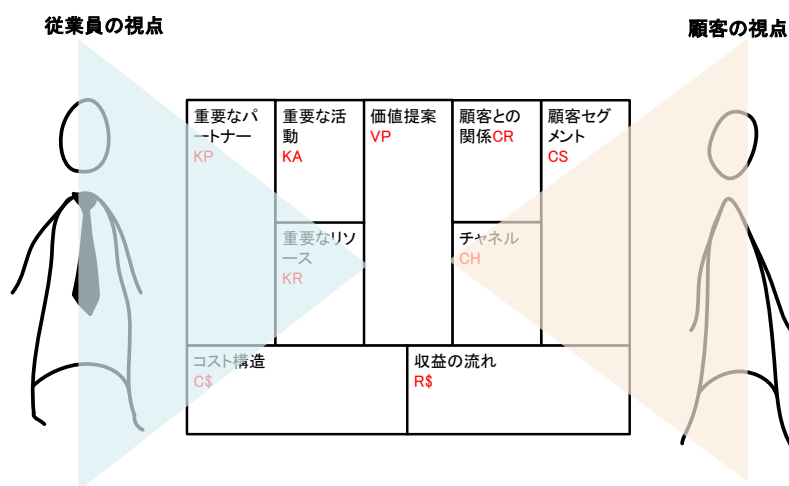 従業員の視点
顧客の視点
重要なパ
ートナー
KP
重要な活
動
KA
価値提案
VP
顧客との
関係CR
顧客セグ
メント
CS
重要なリソ
ース
KR
チャネル
CH
コスト構造
C$
収益の流れ
R$